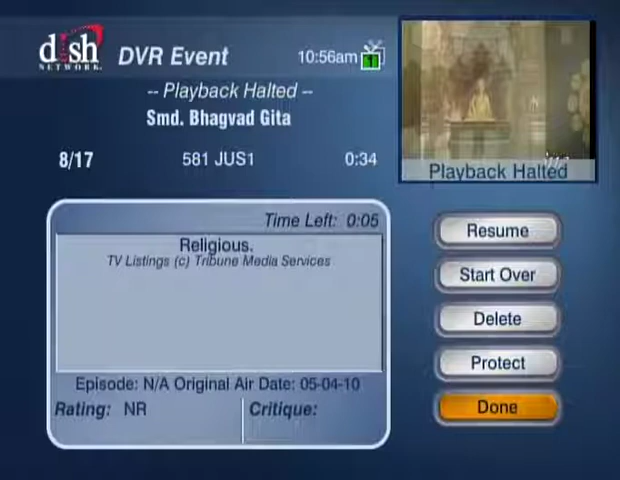 dish
NETWORK
DVR Event
10:56am
1
-- Playback Halted --
Smd. Bhagvad Gita
8/17 581 JUS1 0:34
Playback Halted
Time Left: 0:05
Religious.
TV Listings (c) Tribune Media Services
Episode: N/A Original Air Date: 05-04-10
Rating: NR Critique:
Resume
Start Over
Delete
Protect
Done